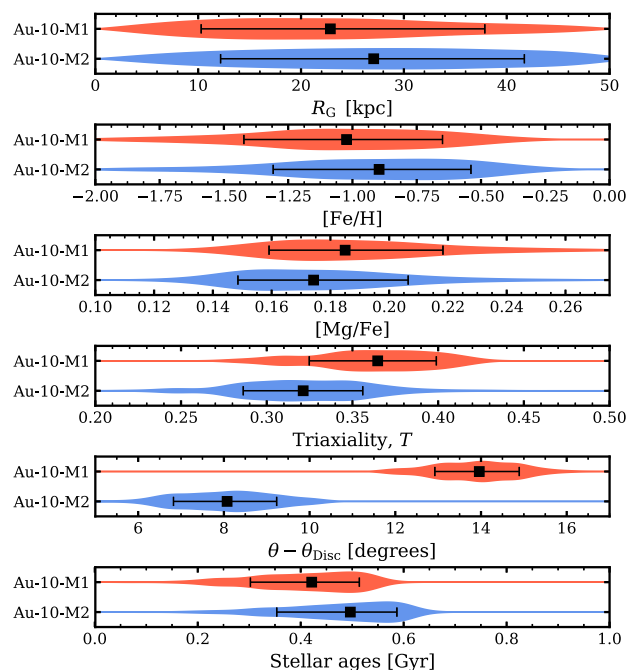 Au-10-M1
Au-10-M2
0 10 20 30 40 50
R_G [kpc]
Au-10-M1
Au-10-M2
−2.00 −1.75 −1.50 −1.25 −1.00 −0.75 −0.50 −0.25 0.00
[Fe/H]
Au-10-M1
Au-10-M2
0.10 0.12 0.14 0.16 0.18 0.20 0.22 0.24 0.26
[Mg/Fe]
Au-10-M1
Au-10-M2
0.20 0.25 0.30 0.35 0.40 0.45 0.50
Triaxiality, T
Au-10-M1
Au-10-M2
6 8 10 12 14 16
θ − θ_Disc [degrees]
Au-10-M1
Au-10-M2
0.0 0.2 0.4 0.6 0.8 1.0
Stellar ages [Gyr]